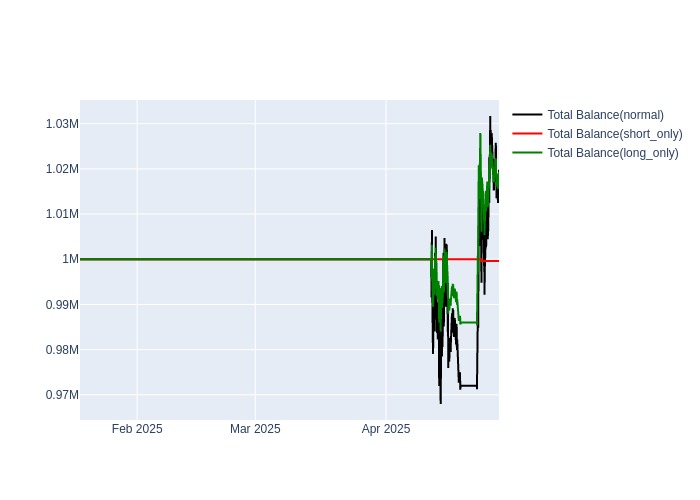 1.03M
1.02M
1.01M
1M
0.99M
0.98M
0.97M
Feb 2025
Mar 2025
Apr 2025
Total Balance(normal)
Total Balance(short_only)
Total Balance(long_only)